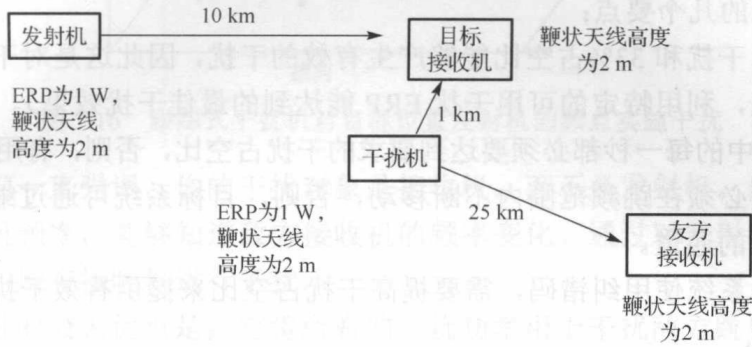 10 km
发射机
目标
接收机
鞭状天线高度
为2 m
ERP为1 W,
鞭状天线
高度为2 m
1 km
干扰机
ERP为1 W,
鞭状天线
高度为2 m
25 km
友方
接收机
鞭状天线高度
为2 m